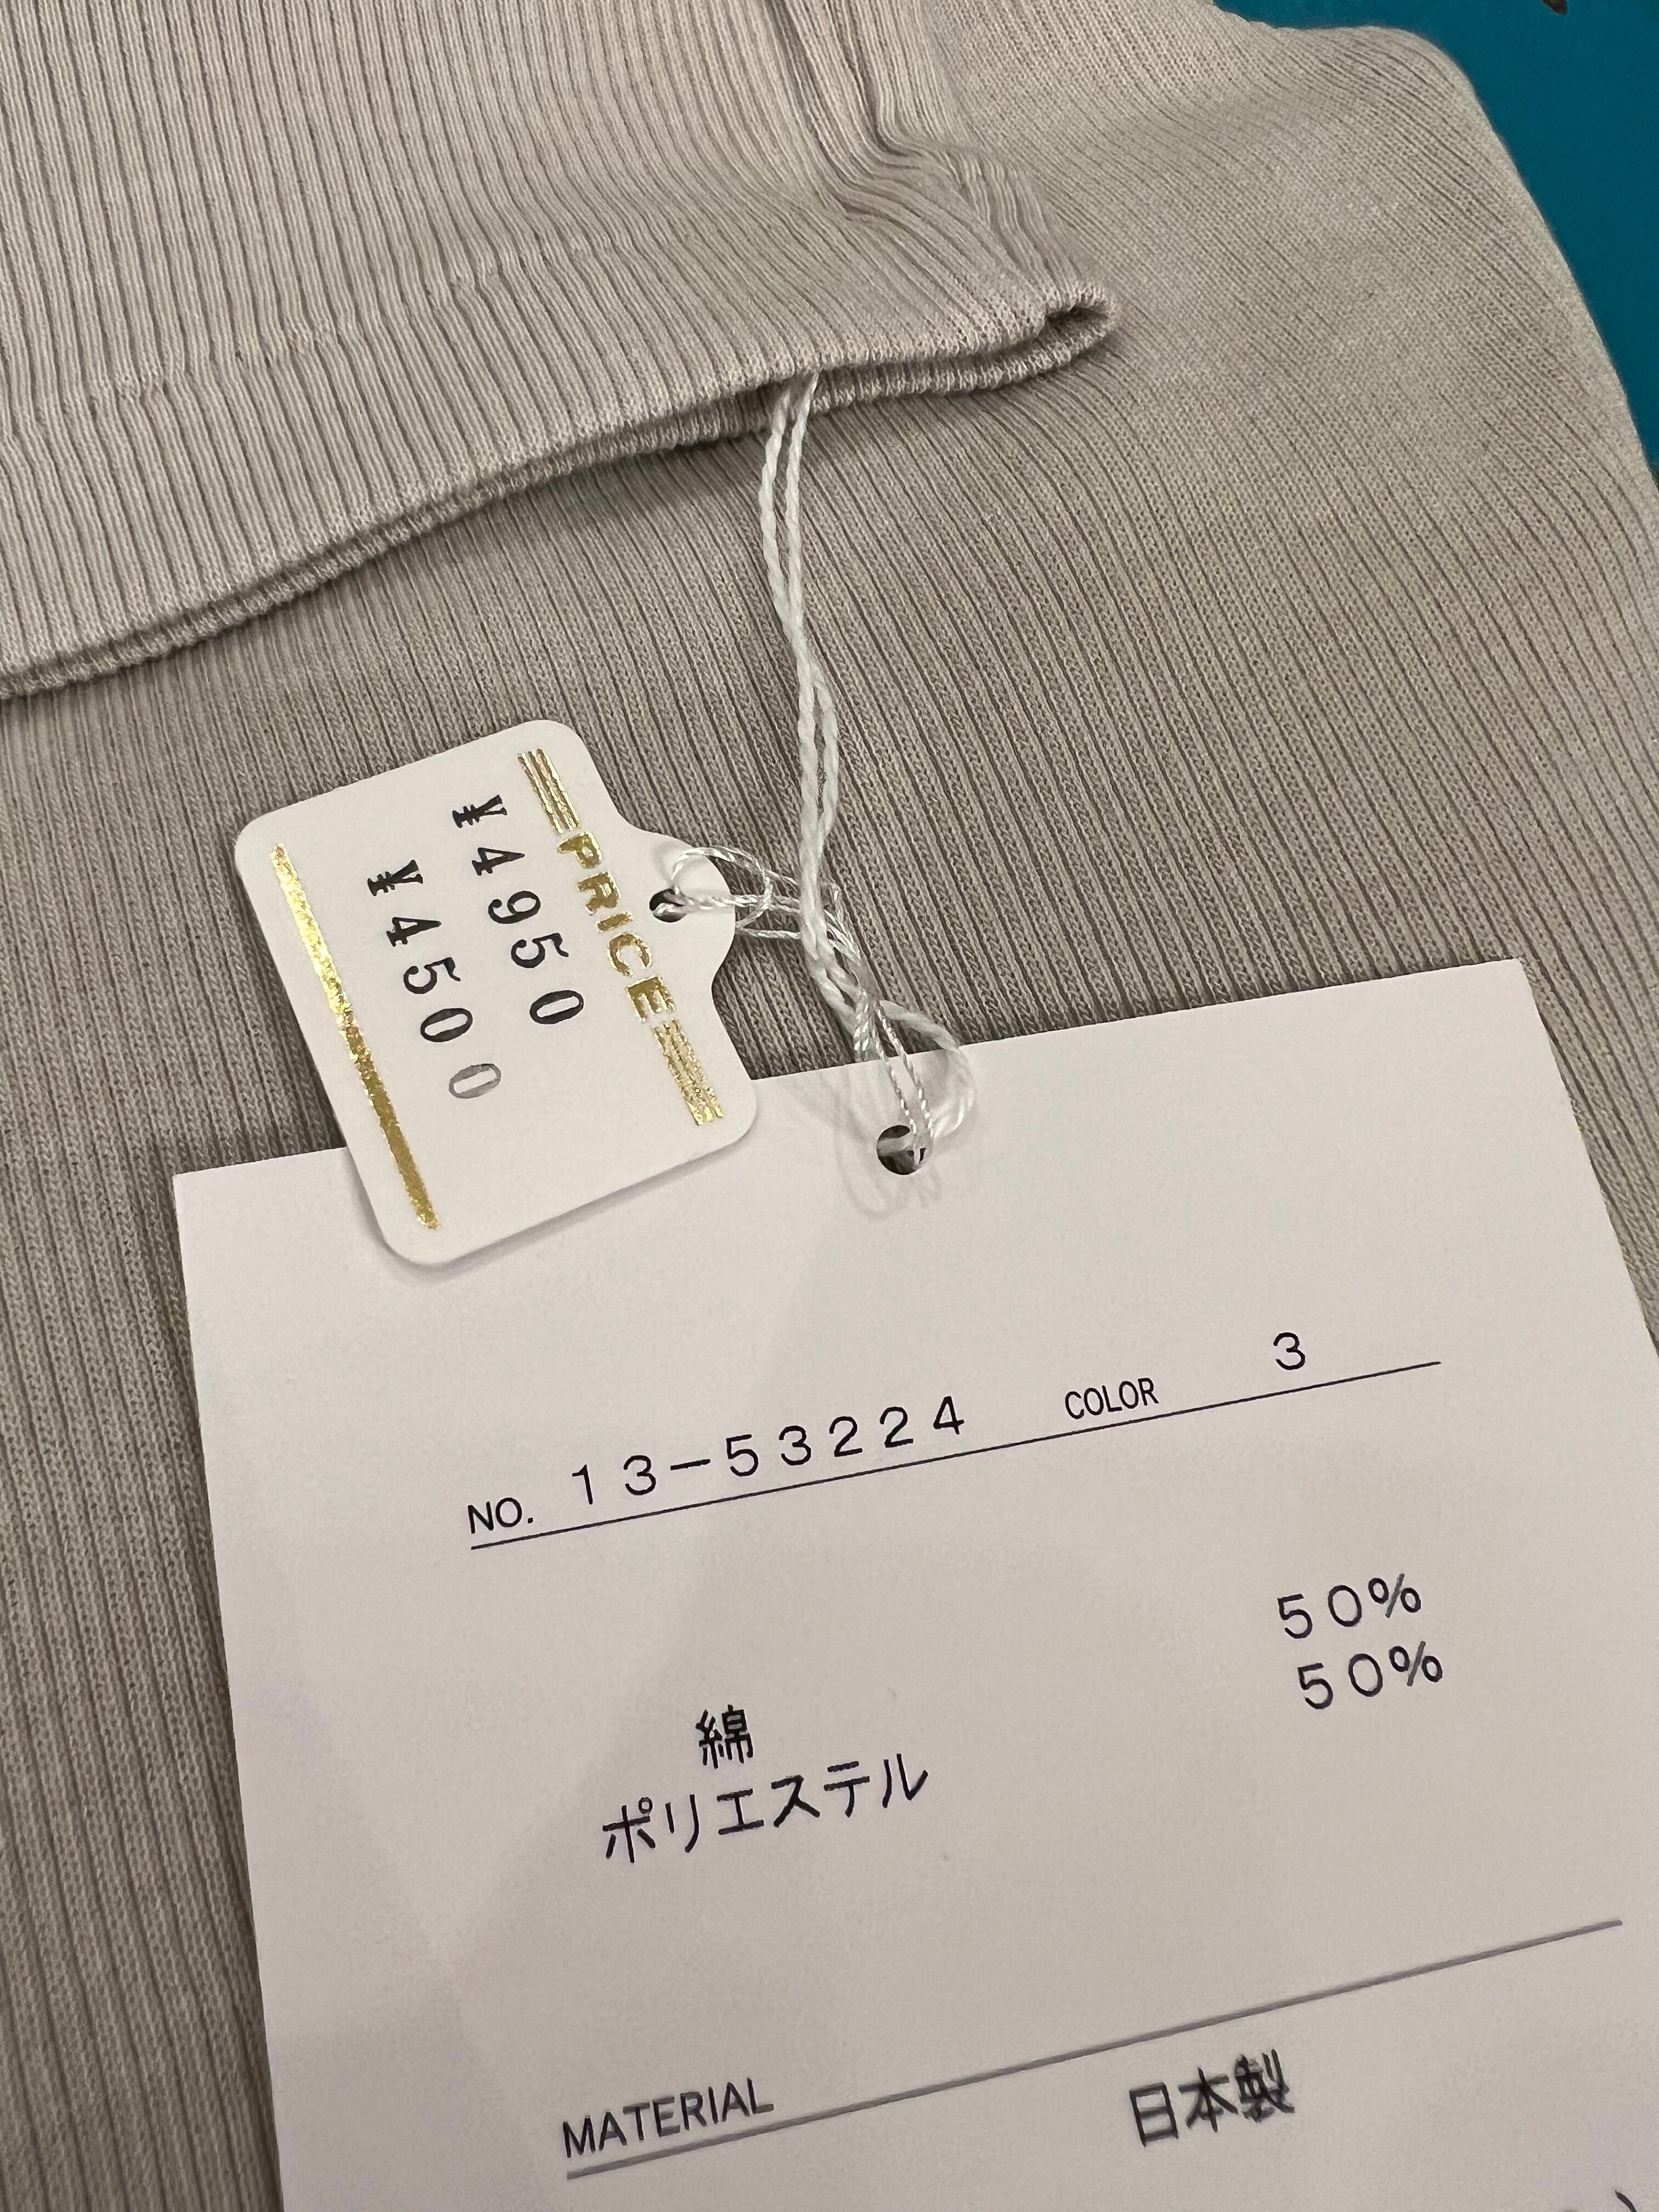 PRICE
¥4950
¥4500
NO. 13-53224 COLOR 3
綿 50%
ポリエステル 50%
MATERIAL
日本製